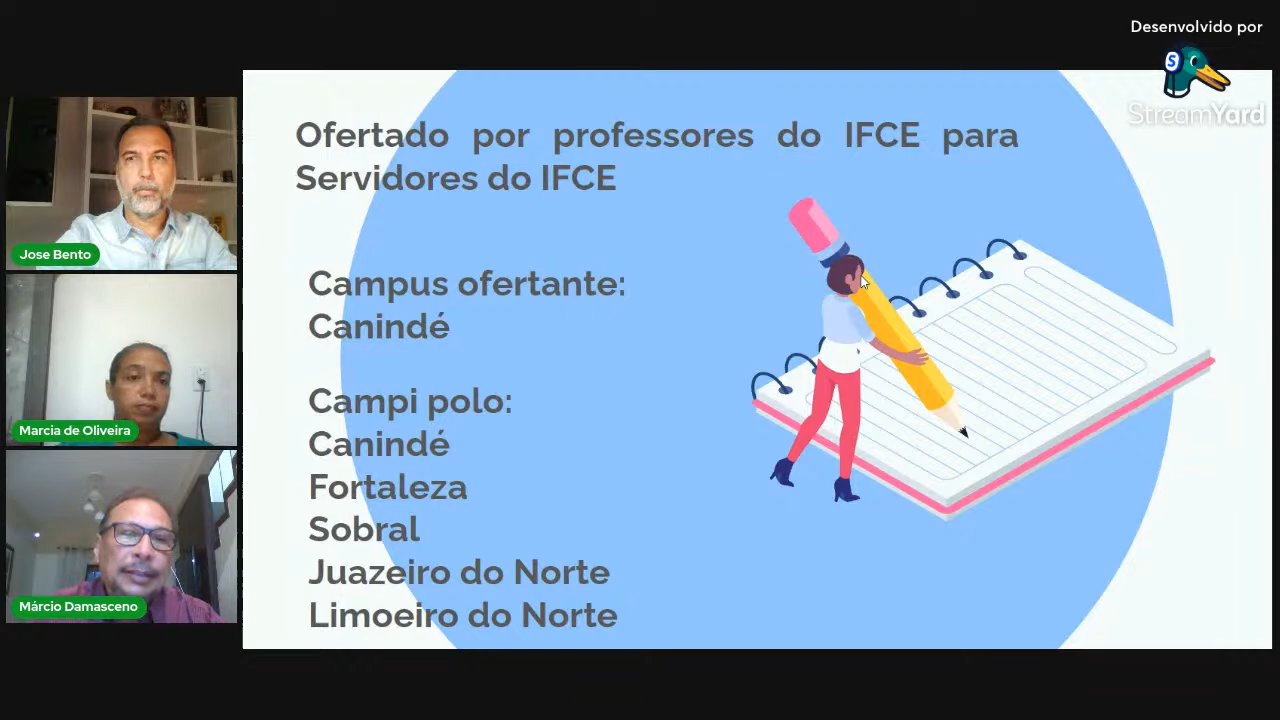 Desenvolvido por
S
StreamYard
Ofertado por professores do IFCE para
Servidores do IFCE
Campus ofertante:
Canindé
Campi polo:
Canindé
Fortaleza
Sobral
Juazeiro do Norte
Limoeiro do Norte
Jose Bento
Marcia de Oliveira
Márcio Damasceno